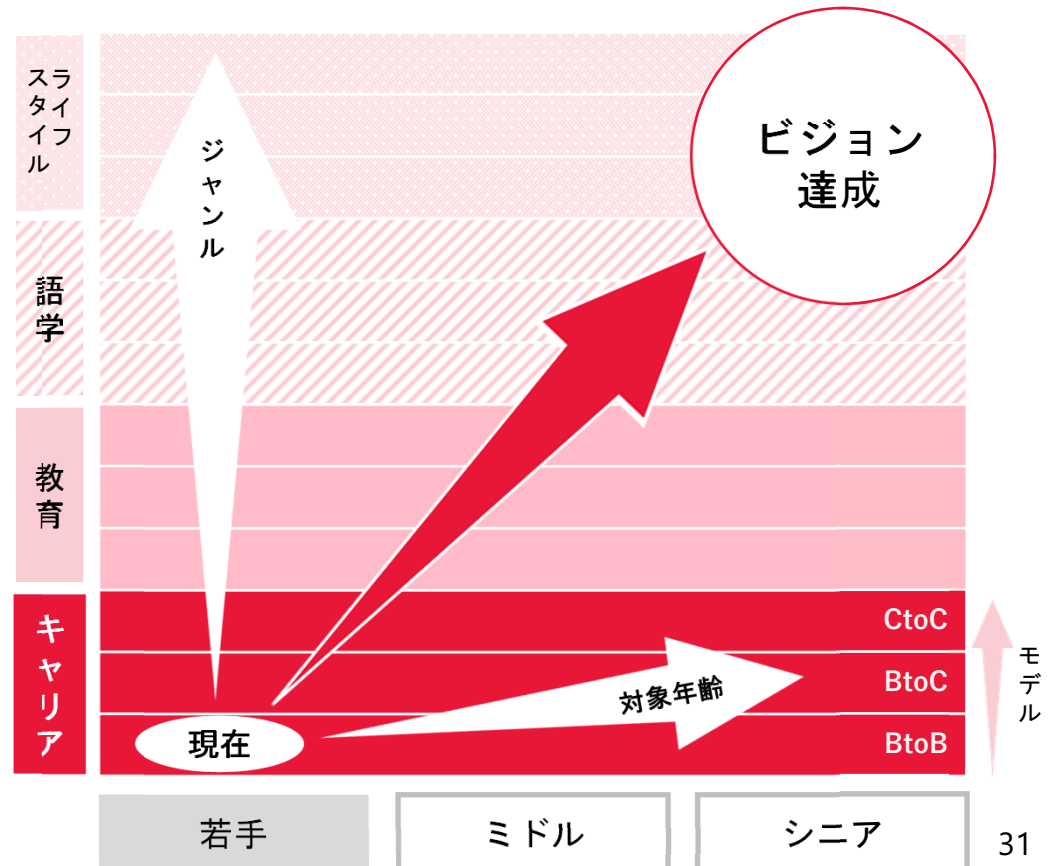 ライフ
スタイル
ジャンル
ビジョン
達成
語学
教育
キャリア
CtoC
BtoC
BtoB
モデル
対象年齢
現在
若手
ミドル
シニア
31